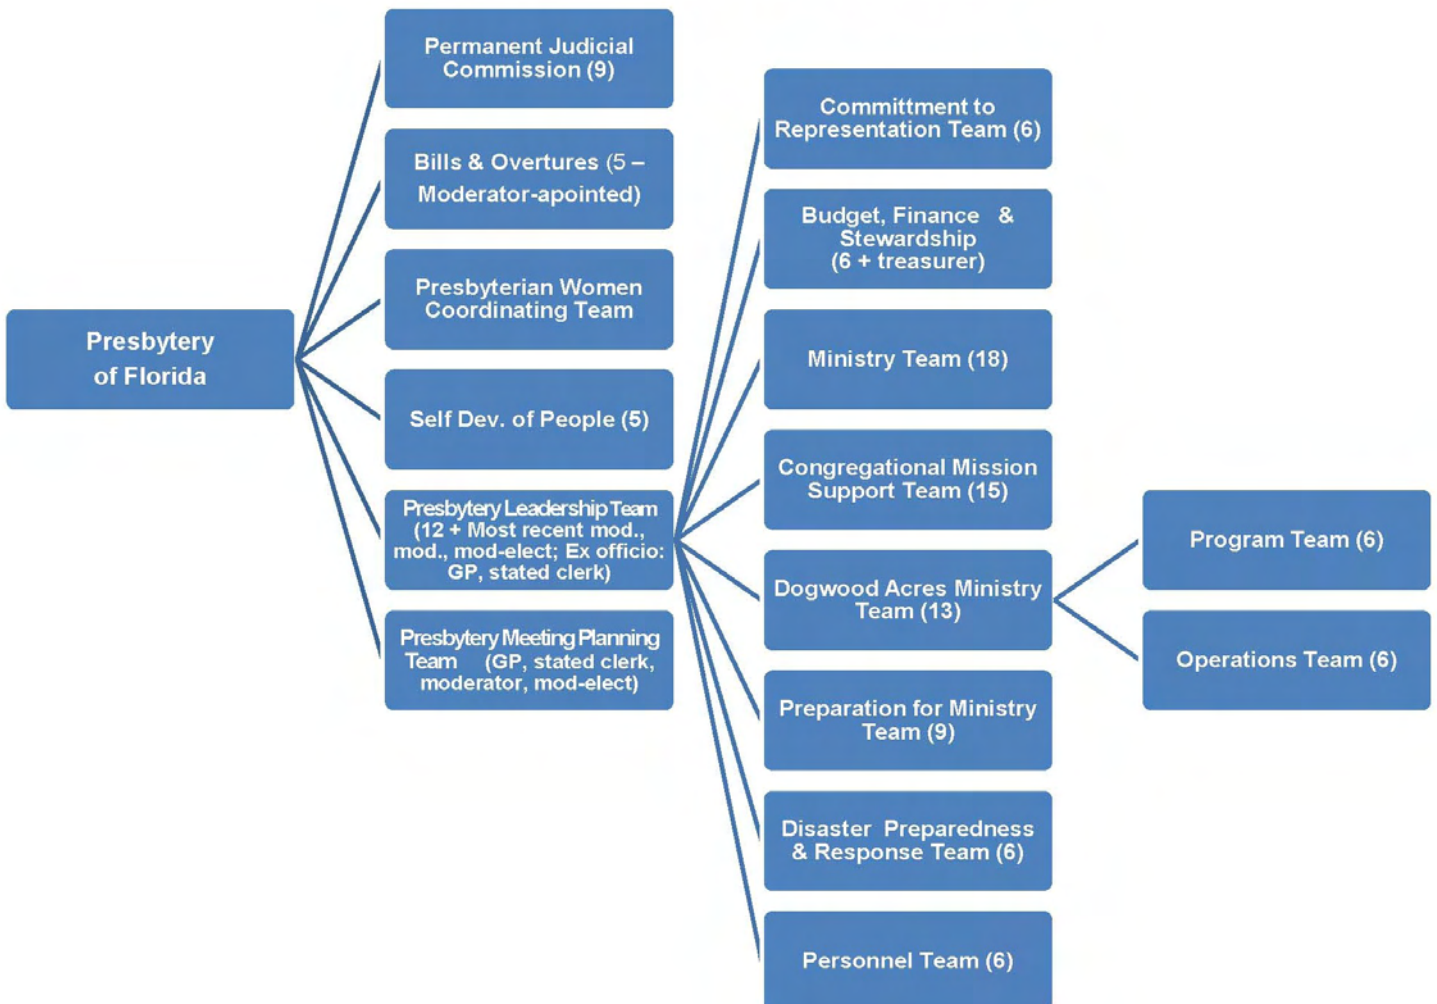 Presbytery
of Florida
Permanent Judicial
Commission (9)
Bills & Overtures (5 –
Moderator-apointed)
Presbyterian Women
Coordinating Team
Self Dev. of People (5)
Presbytery Leadership Team
(12 + Most recent mod.,
mod., mod-elect; Ex officio:
GP, stated clerk)
Presbytery Meeting Planning
Team (GP, stated clerk,
moderator, mod-elect)
Committment to
Representation Team (6)
Budget, Finance &
Stewardship
(6 + treasurer)
Ministry Team (18)
Congregational Mission
Support Team (15)
Dogwood Acres Ministry
Team (13)
Preparation for Ministry
Team (9)
Disaster Preparedness
& Response Team (6)
Personnel Team (6)
Program Team (6)
Operations Team (6)